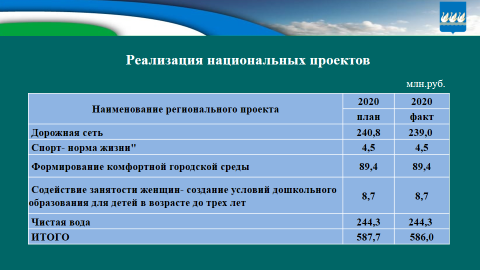 Реализация национальных проектов
млн.руб.
Наименование регионального проекта 2020 2020
план факт
Дорожная сеть 240,8 239,0
Спорт- норма жизни" 4,5 4,5
Формирование комфортной городской среды 89,4 89,4
Содействие занятости женщин- создание условий дошкольного
образования для детей в возрасте до трех лет 8,7 8,7
Чистая вода 244,3 244,3
ИТОГО 587,7 586,0